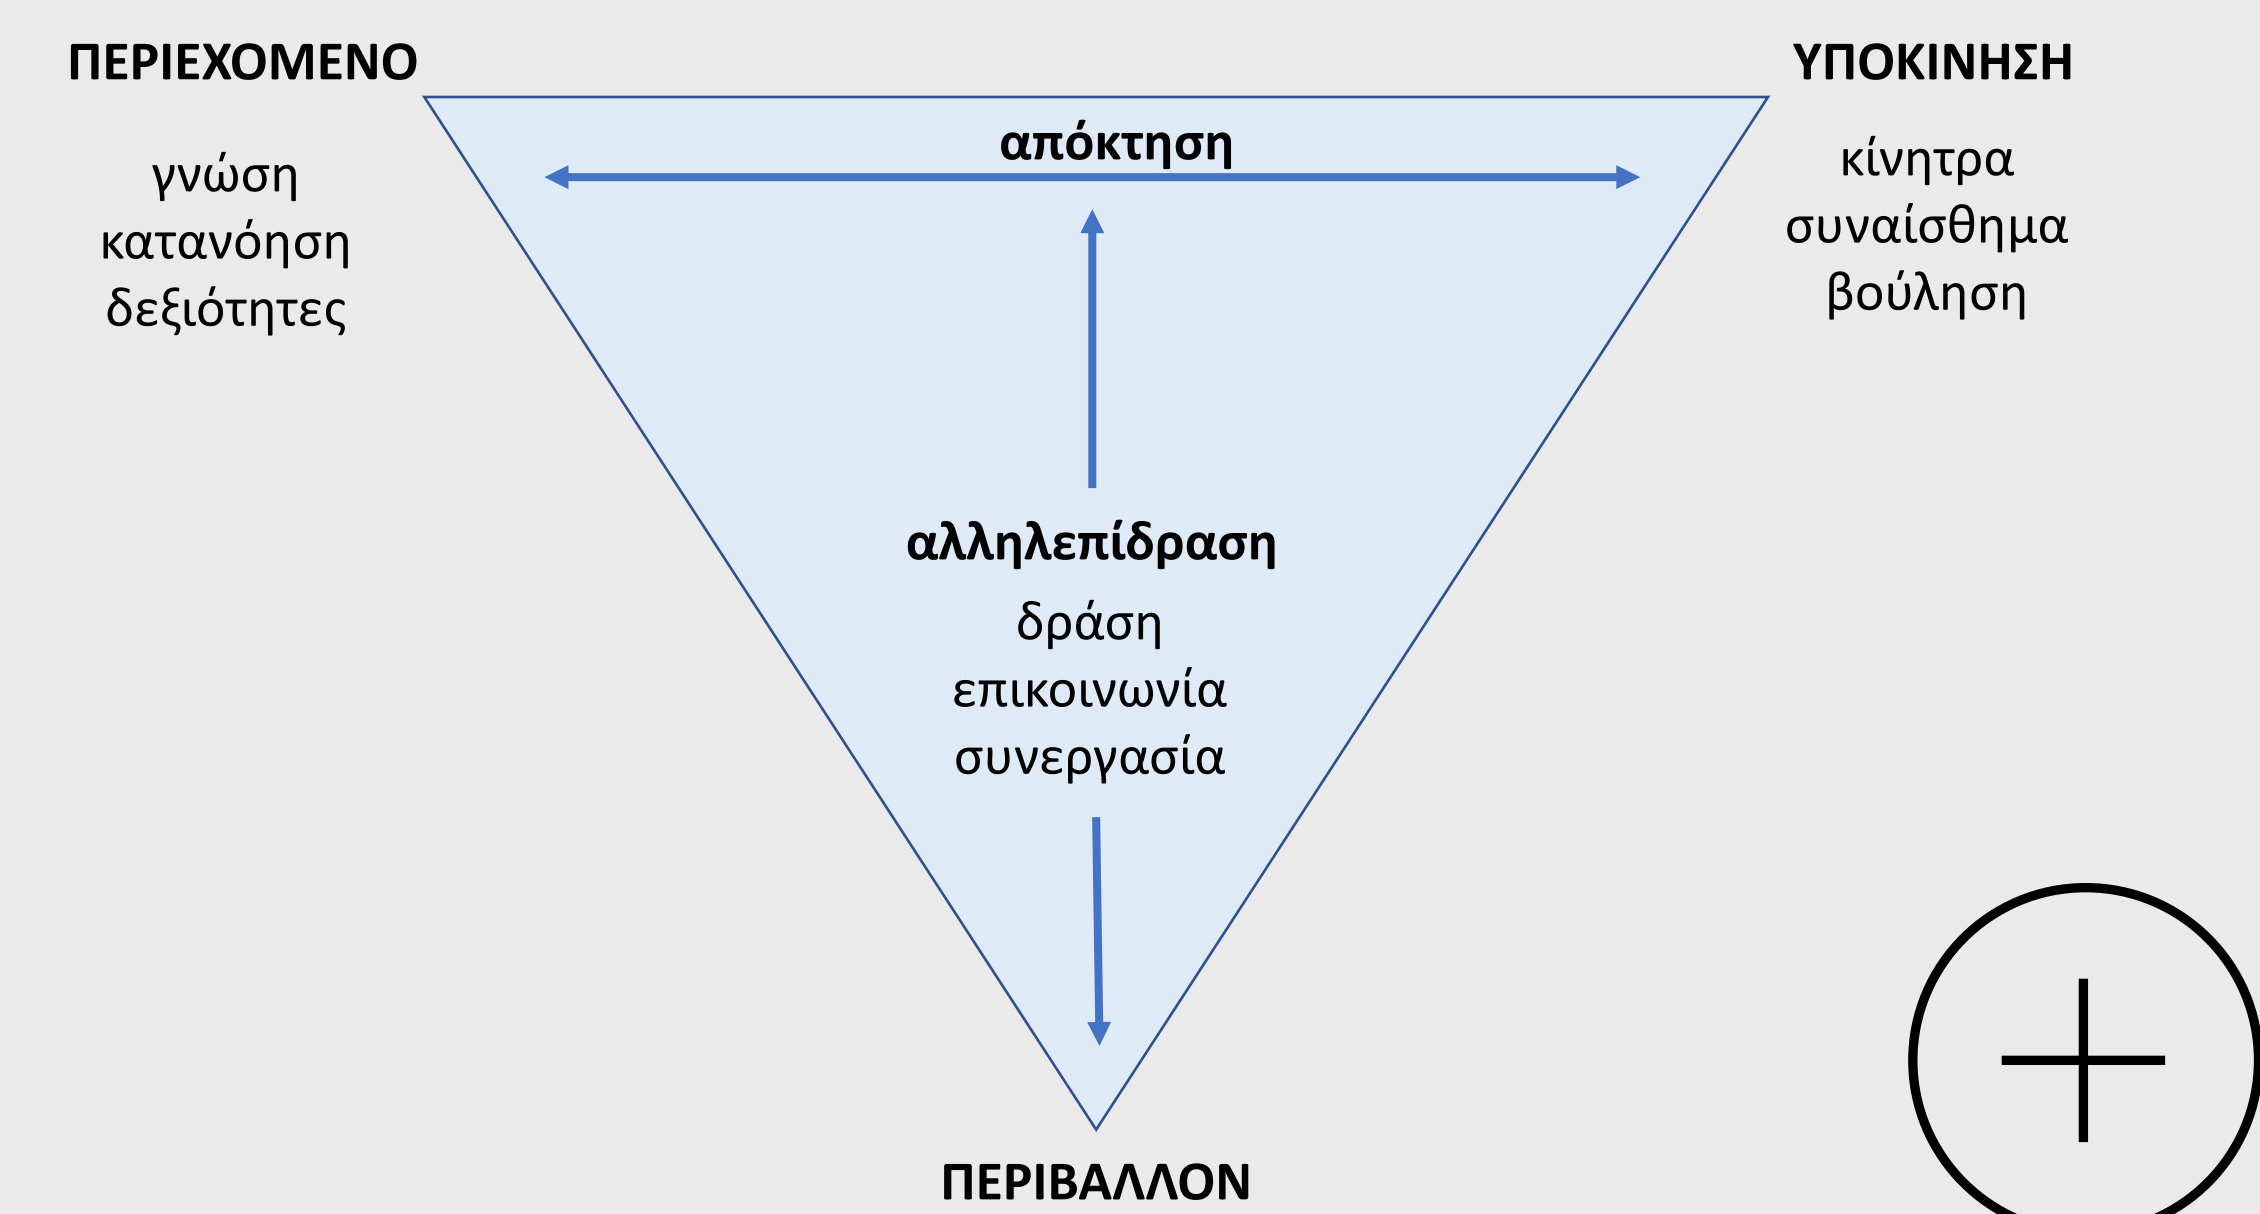 ΠΕΡΙΕΧΟΜΕΝΟ
γνώση
κατανόηση
δεξιότητες
ΥΠΟΚΙΝΗΣΗ
κίνητρα
συναίσθημα
βούληση
απόκτηση
αλληλεπίδραση
δράση
επικοινωνία
συνεργασία
ΠΕΡΙΒΑΛΛΟΝ